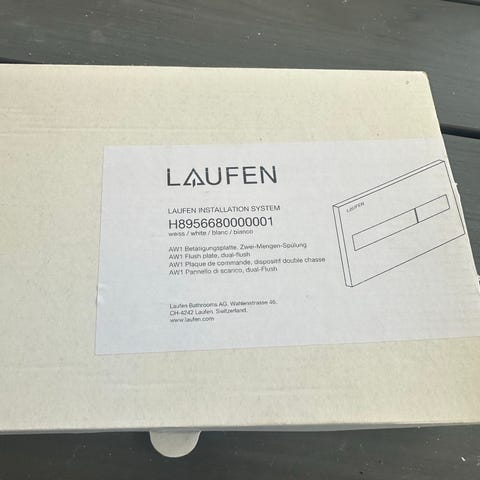 LAUFEN
LAUFEN INSTALLATION SYSTEM
H8956680000001
weiss / white / blanc / bianco
AW1 Betätigungsplatte, Zwei-Mengen-Spülung
AW1 Flush plate, dual-flush
AW1 Plaque de commande, dispositif double chasse
AW1 Pannello di scarico, dual-Flush
Laufen Bathrooms AG, Wahlenstrasse 46,
CH-4242 Laufen, Switzerland,
www.laufen.com
LAUFEN